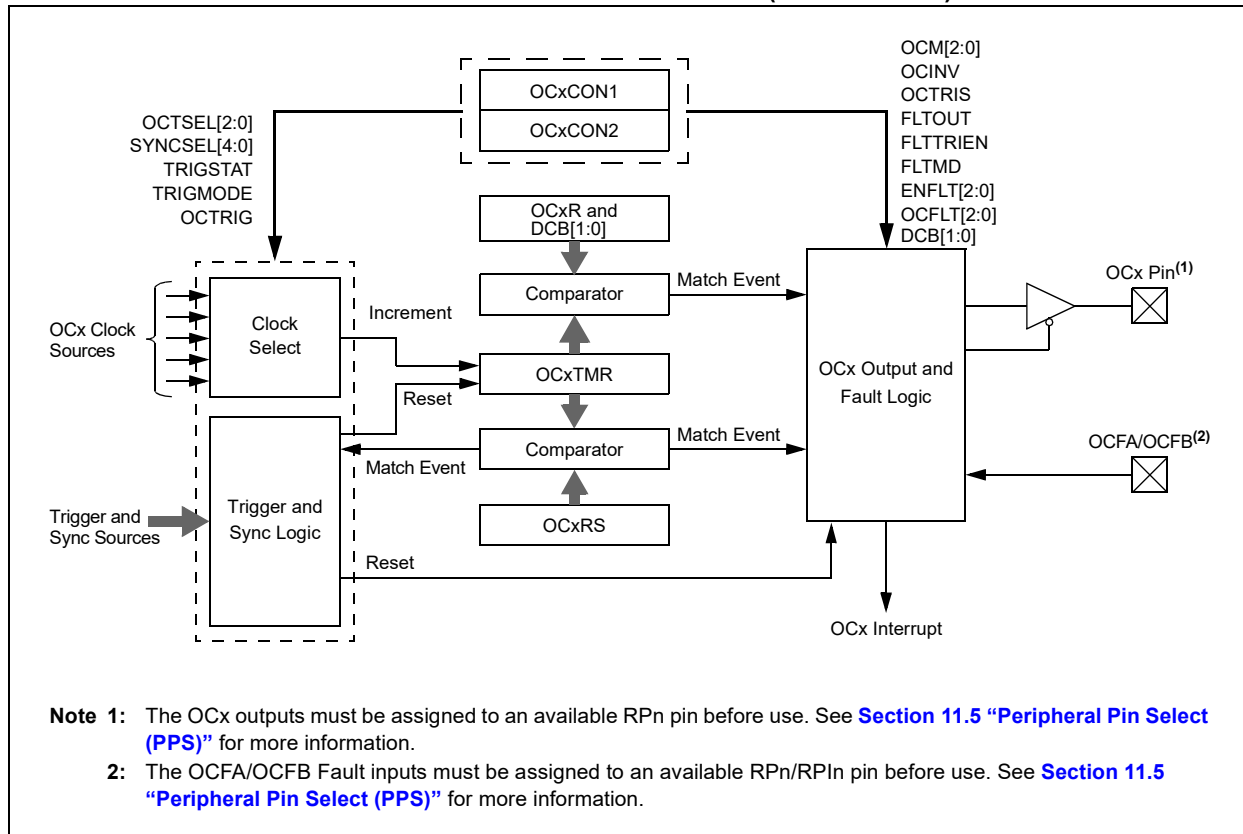 OCxCON1
OCxCON2
OCTSEL[2:0]
SYNCSEL[4:0]
TRIGSTAT
TRIGMODE
OCTRIG
OCM[2:0]
OCINV
OCTRIS
FLTOUT
FLTTRIEN
FLTMD
ENFLT[2:0]
OCFLT[2:0]
DCB[1:0]
OCxR and
DCB[1:0]
Comparator
Match Event
OCx Pin(1)
OCx Clock
Sources
Clock
Select
Increment
OCxTMR
Reset
OCx Output and
Fault Logic
Comparator
Match Event
Match Event
OCFA/OCFB(2)
Trigger and
Sync Sources
Trigger and
Sync Logic
OCxRS
Reset
OCx Interrupt
Note 1: The OCx outputs must be assigned to an available RPn pin before use. See Section 11.5 “Peripheral Pin Select
(PPS)” for more information.
2: The OCFA/OCFB Fault inputs must be assigned to an available RPn/RPIn pin before use. See Section 11.5
“Peripheral Pin Select (PPS)” for more information.